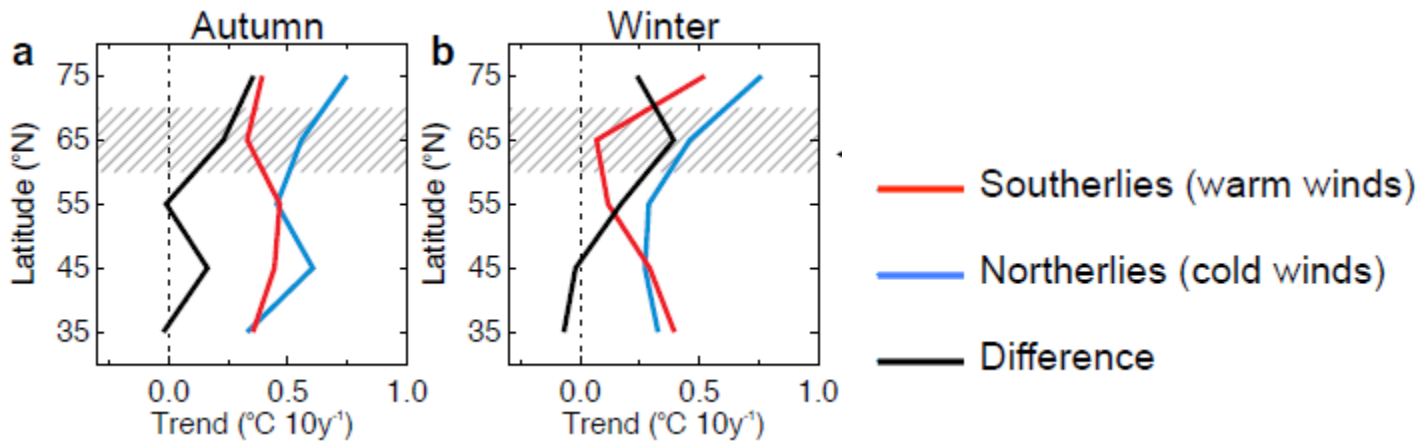 Autumn
Winter
a
b
75
65
55
45
35
Latitude (°N)
0.0
0.5
1.0
Trend (°C 10y⁻¹)
75
65
55
45
35
Latitude (°N)
0.0
0.5
1.0
Trend (°C 10y⁻¹)
Southerlies (warm winds)
Northerlies (cold winds)
Difference